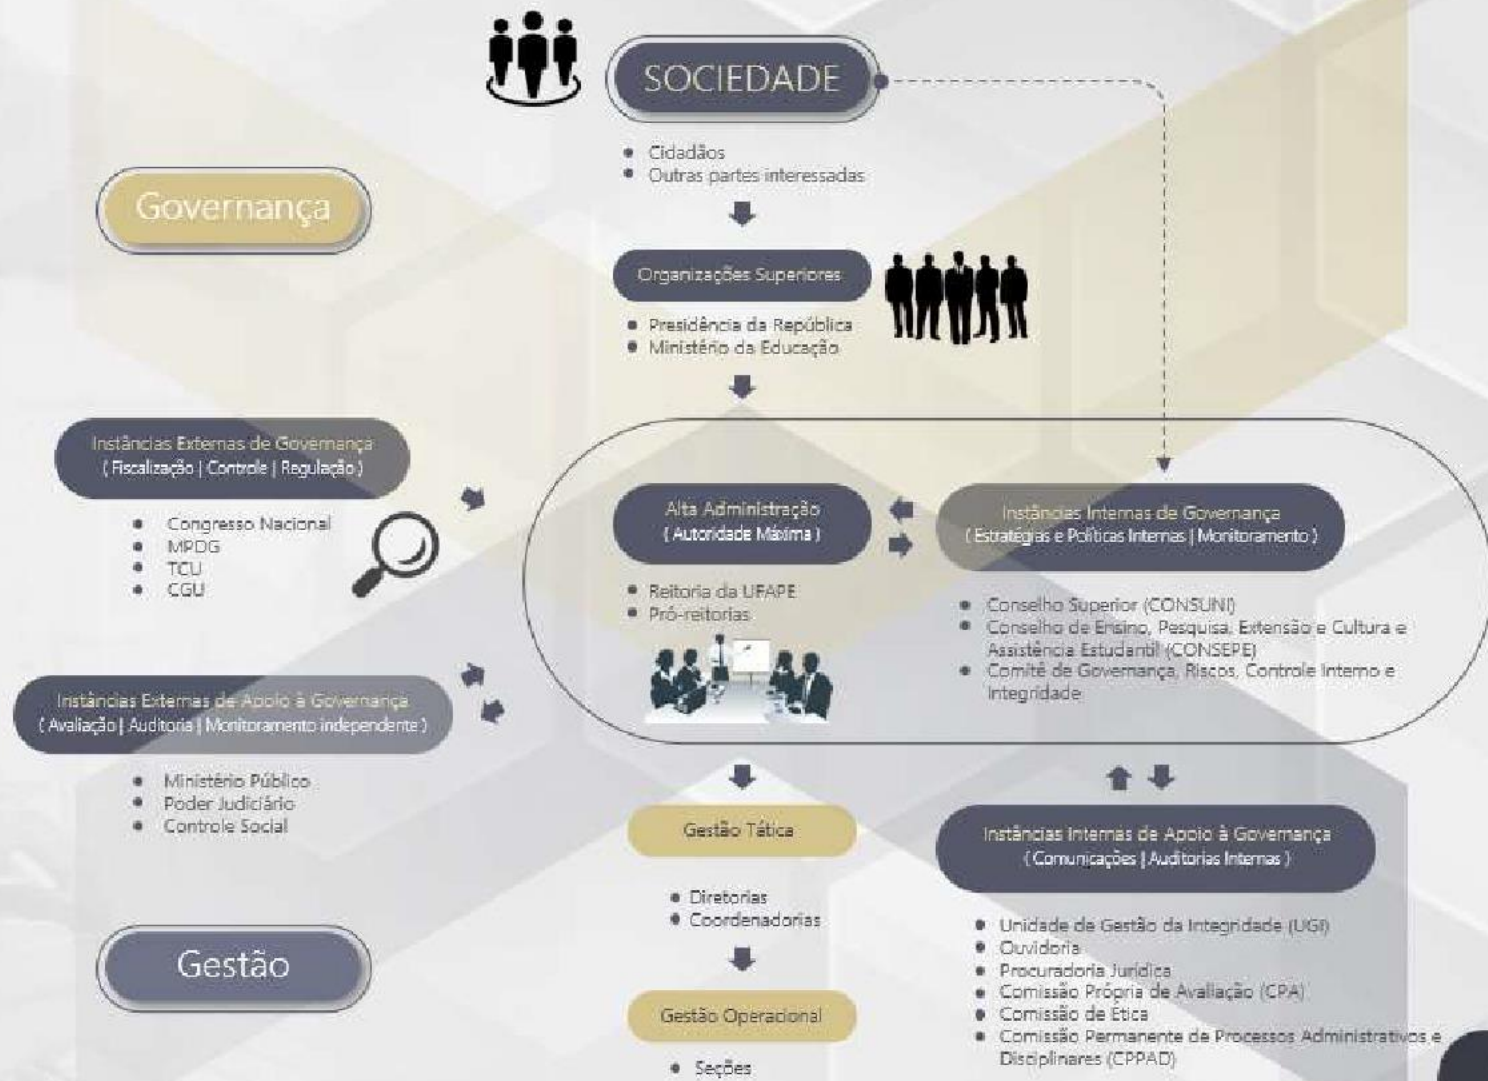 SOCIEDADE
Cidadãos
Outras partes interessadas
Governança
Organizações Superiores
Presidência da República
Ministério da Educação
Instâncias Externas de Governança
( Fiscalização | Controle | Regulação )
Congresso Nacional
MPDG
TCU
CGU
Alta Administração
( Autoridade Máxima )
Reitoria da UFAPE
Pró-reitorias
Instâncias Internas de Governança
( Estratégias e Políticas Internas | Monitoramento )
Conselho Superior (CONSUNI)
Conselho de Ensino, Pesquisa, Extensão e Cultura e
Assistência Estudantil (CONSEPE)
Comitê de Governança, Riscos, Controle Interno e
Integridade
Instâncias Externas de Apoio à Governança
( Avaliação | Auditoria | Monitoramento independente )
Ministério Público
Poder Judiciário
Controle Social
Gestão Tática
Diretorias
Coordenadorias
Instâncias Internas de Apoio à Governança
( Comunicações | Auditorias Internas )
Unidade de Gestão da Integridade (UGI)
Ouvidoria
Procuradoria Jurídica
Comissão Própria de Avaliação (CPA)
Comissão de Ética
Comissão Permanente de Processos Administrativos e
Disciplinares (CPPAD)
Gestão
Gestão Operacional
Seções